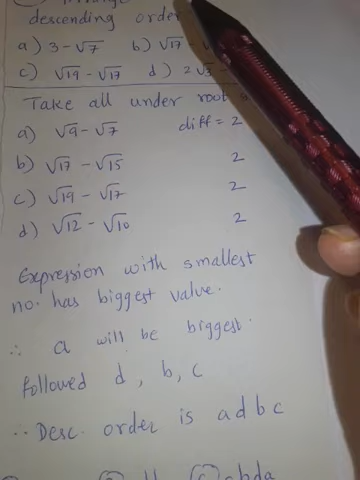 descending order
a) 3 - √7 b) √17 -
c) √19 - √17 d) 2√3 -
Take all under root
a) √9 - √7 diff = 2
b) √17 - √15 2
c) √19 - √17 2
d) √12 - √10 2
Expression with smallest
no. has biggest value.
∴ a will be biggest
followed d, b, c
∴ Desc. order is a d b c